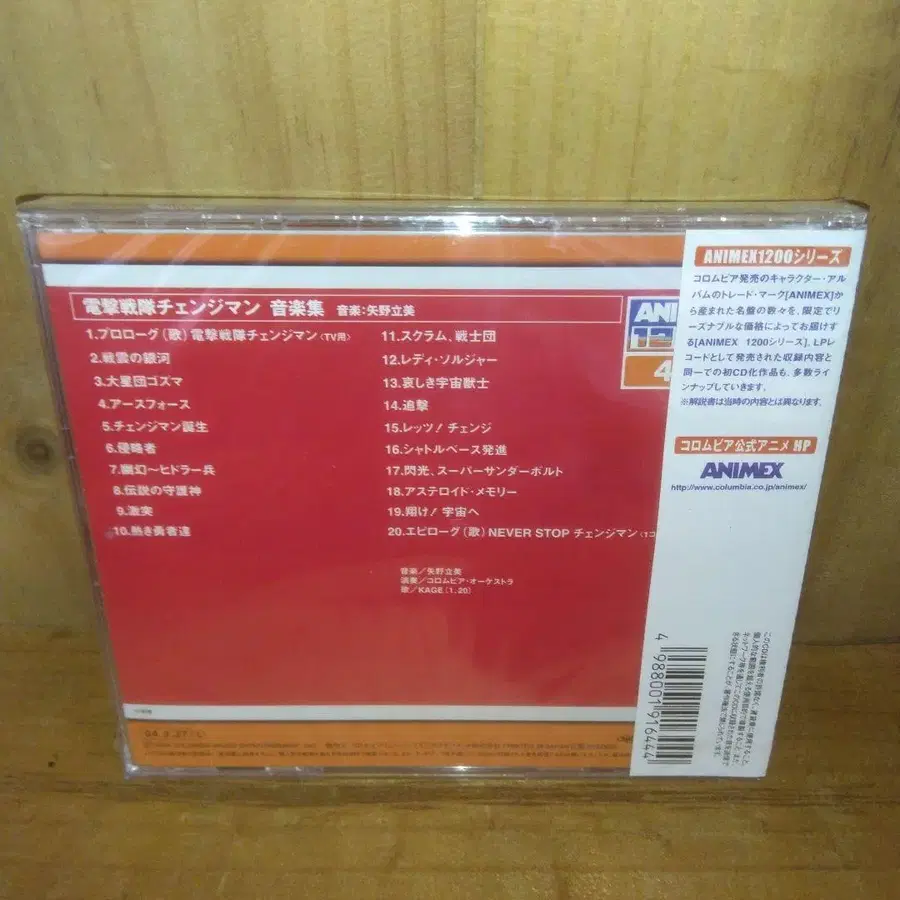 電撃戦隊チェンジマン 音楽集 音楽:矢野立美
1.プロローグ(歌)電撃戦隊チェンジマン〈TV用〉
2.戦雲の銀河
3.大星団ゴズマ
4.アースフォース
5.チェンジマン誕生
6.侵略者
7.幽幻〜ヒドラー兵
8.伝説の守護神
9.激突
10.熱き勇者達
11.スクラム、戦士団
12.レディ・ソルジャー
13.哀しき宇宙獣士
14.追撃
15.レッツ!チェンジ
16.シャトルベース発進
17.閃光、スーパーサンダーボルト
18.アステロイド・メモリー
19.翔け!宇宙へ
20.エピローグ(歌)NEVER STOP チェンジマン
音楽/矢野立美
演奏/コロムビア・オーケストラ
歌/KAGE(1.20)
ANI
12
4
ANIMEX1200シリーズ
コロムビア発売のキャラクター・アル
バムのトレード・マーク[ANIMEX]か
ら産まれた名盤の数々を、限定でリ
ーズナブルな価格によってお届けす
る[ANIMEX 1200シリーズ]。LPレ
コードとして発売された収録内容と
同一での初CD化作品も、多数ライ
ンナップしていきます。
※解説書は当時の内容とは異なります。
コロムビア公式アニメHP
ANIMEX
http://www.columbia.co.jp/animex/
4988001916444